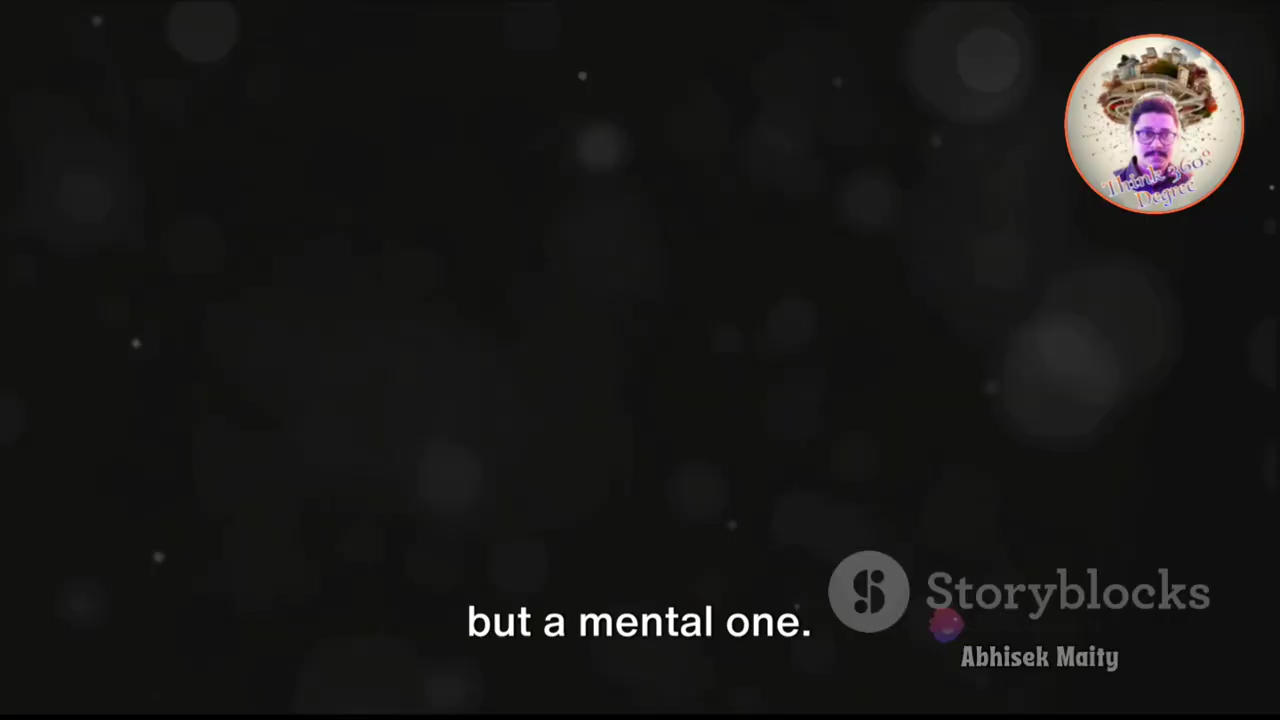 Think 360°
Degree
Storyblocks
but a mental one.
Abhisek Maity